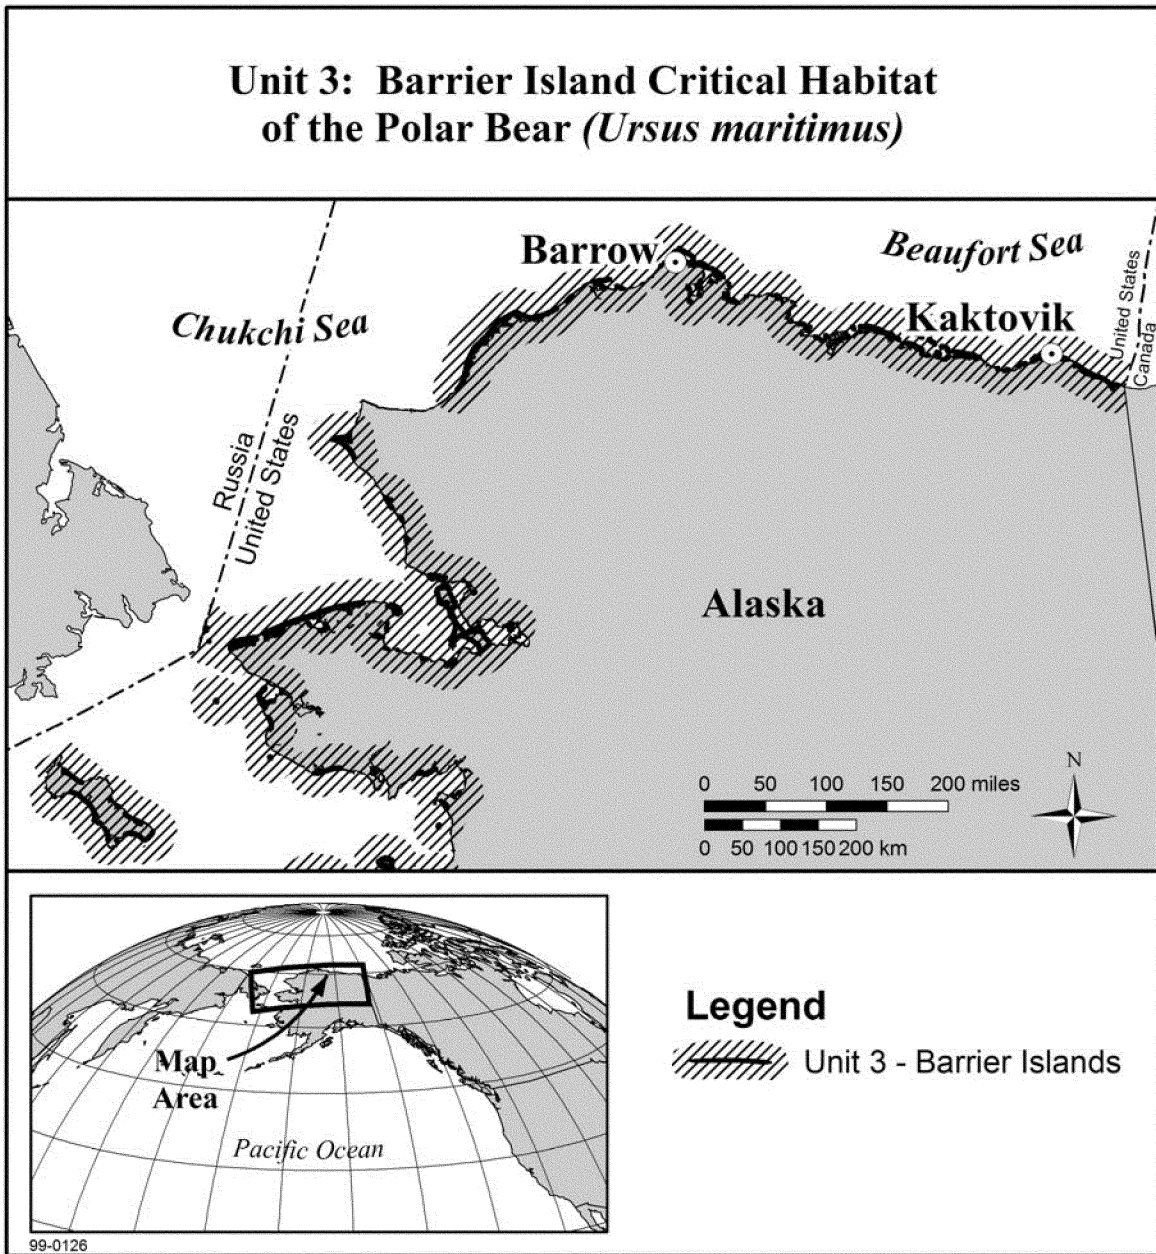 Unit 3: Barrier Island Critical Habitat
of the Polar Bear (Ursus maritimus)
Barrow
Beaufort Sea
Chukchi Sea
Kaktovik
United States
Canada
Russia
United States
Alaska
N
0 50 100 150 200 miles
0 50 100 150 200 km
Map
Area
Pacific Ocean
Legend
Unit 3 - Barrier Islands
99-0126